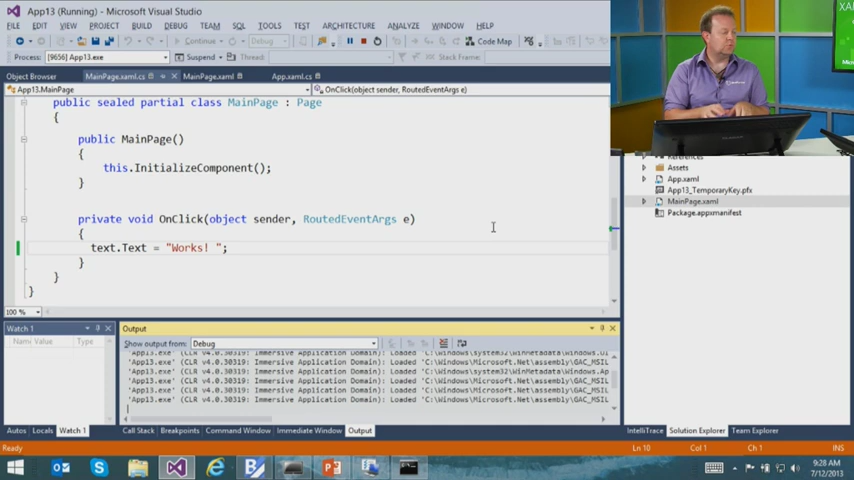 App13 (Running) - Microsoft Visual Studio
FILE EDIT VIEW PROJECT BUILD DEBUG TEAM SQL TOOLS TEST ARCHITECTURE ANALYZE WINDOW HELP
Continue Debug Code Map
Process: [9656] App13.exe Suspend Thread: Stack Frame:
Object Browser MainPage.xaml.cs MainPage.xaml App.xaml.cs
App13.MainPage OnClick(object sender, RoutedEventArgs e)
public sealed partial class MainPage : Page
{
public MainPage()
{
this.InitializeComponent();
}
private void OnClick(object sender, RoutedEventArgs e)
{
text.Text = "Works! ";
}
}
}
100 %
References
Assets
App.xaml
App13_TemporaryKey.pfx
MainPage.xaml
Package.appxmanifest
Watch 1
Name Value Type
Output
Show output from: Debug
'App13.exe' (CLR v4.0.30319: Immersive Application Domain): Loaded 'C:\Windows\system32\WinMetadata\Windows.UI
'App13.exe' (CLR v4.0.30319: Immersive Application Domain): Loaded 'C:\Windows\Microsoft.Net\assembly\GAC_MSIL
'App13.exe' (CLR v4.0.30319: Immersive Application Domain): Loaded 'C:\Windows\system32\WinMetadata\Windows.Ap
'App13.exe' (CLR v4.0.30319: Immersive Application Domain): Loaded 'C:\Windows\Microsoft.Net\assembly\GAC_MSIL
'App13.exe' (CLR v4.0.30319: Immersive Application Domain): Loaded 'C:\Windows\Microsoft.Net\assembly\GAC_MSIL
'App13.exe' (CLR v4.0.30319: Immersive Application Domain): Loaded 'C:\Windows\Microsoft.Net\assembly\GAC_MSIL
Autos Locals Watch 1 Call Stack Breakpoints Command Window Immediate Window Output
IntelliTrace Solution Explorer Team Explorer
Ready Ln 10 Col 1 Ch 1 INS
9:28 AM
7/12/2013